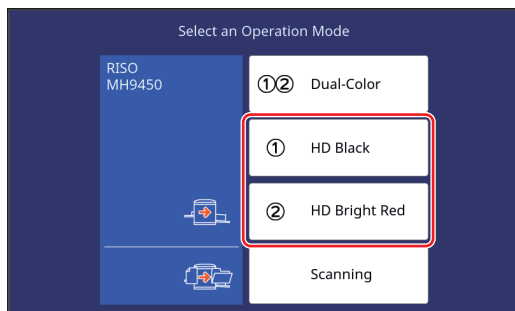 Select an Operation Mode
RISO
MH9450
①② Dual-Color
① HD Black
② HD Bright Red
Scanning